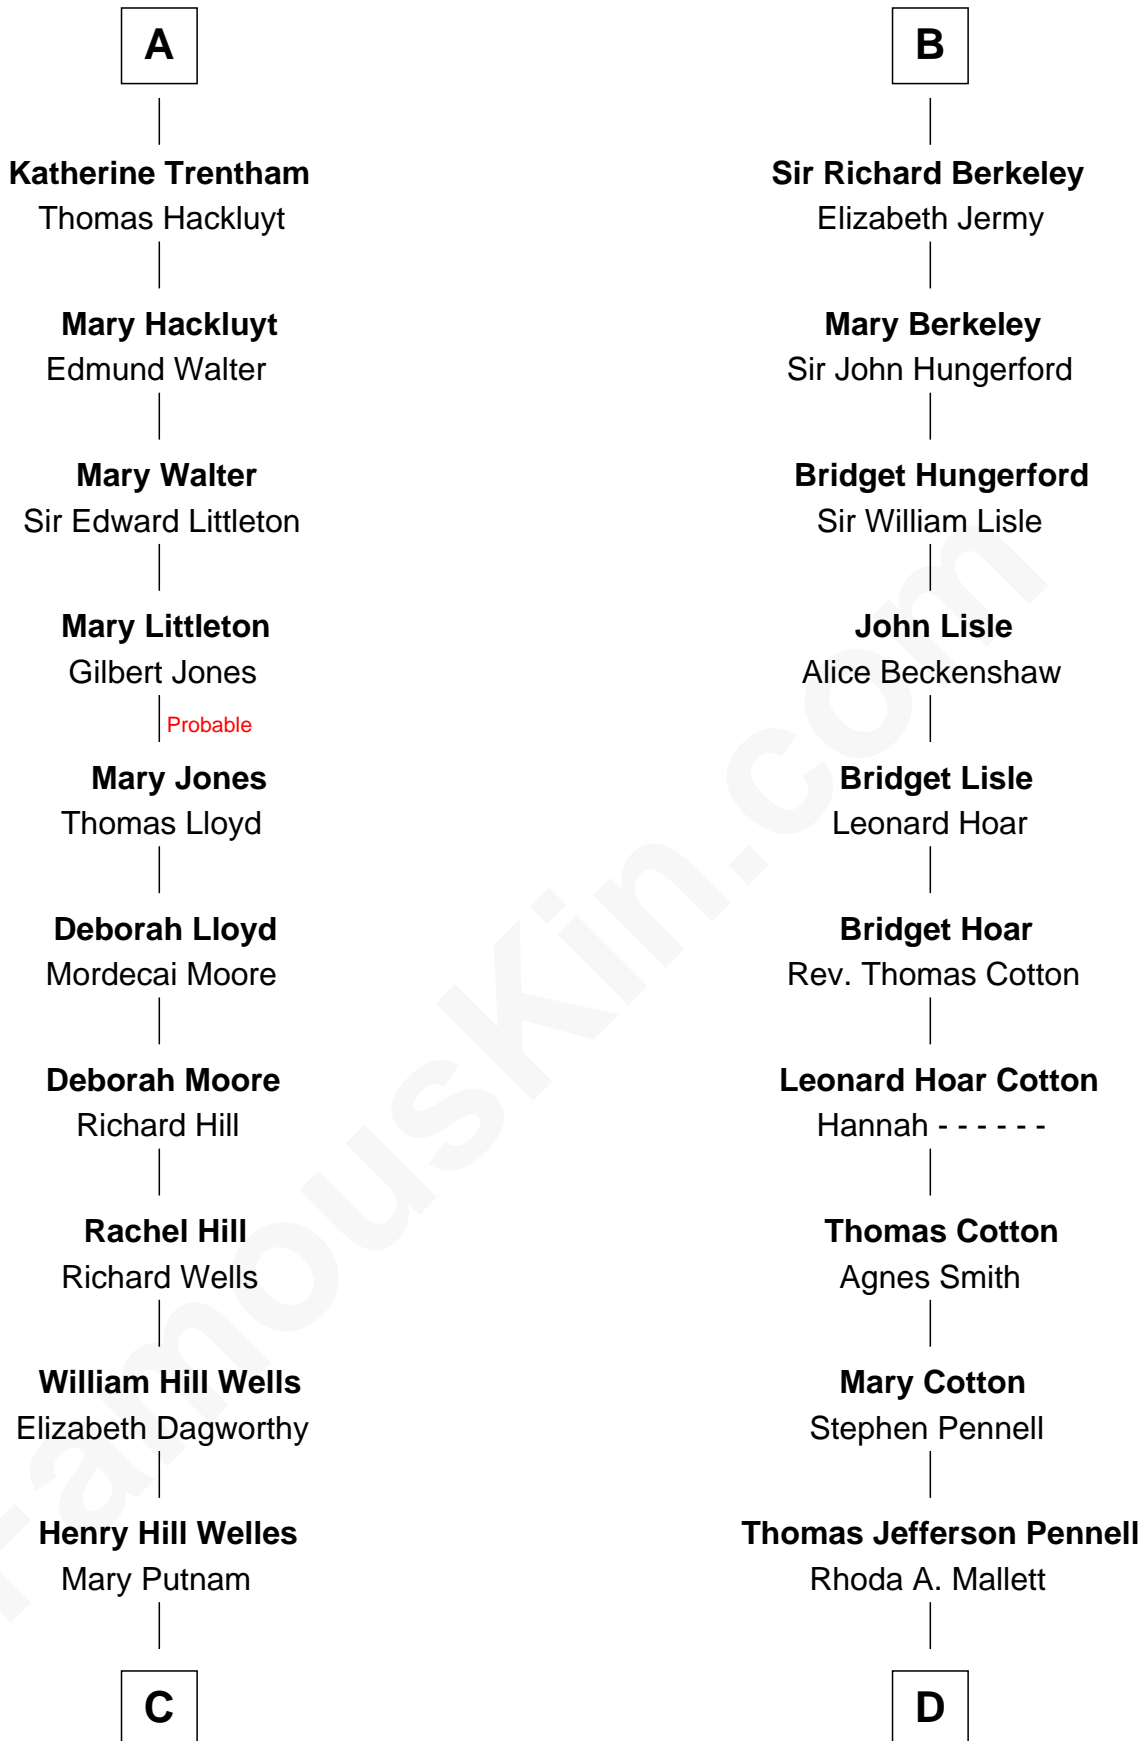 A
Katherine Trentham
Thomas Hackluyt
Mary Hackluyt
Edmund Walter
Mary Walter
Sir Edward Littleton
Mary Littleton
Gilbert Jones
Probable
Mary Jones
Thomas Lloyd
Deborah Lloyd
Mordecai Moore
Deborah Moore
Richard Hill
Rachel Hill
Richard Wells
William Hill Wells
Elizabeth Dagworthy
Henry Hill Welles
Mary Putnam
C
B
Sir Richard Berkeley
Elizabeth Jermy
Mary Berkeley
Sir John Hungerford
Bridget Hungerford
Sir William Lisle
John Lisle
Alice Beckenshaw
Bridget Lisle
Leonard Hoar
Bridget Hoar
Rev. Thomas Cotton
Leonard Hoar Cotton
Hannah - - - - - -
Thomas Cotton
Agnes Smith
Mary Cotton
Stephen Pennell
Thomas Jefferson Pennell
Rhoda A. Mallett
D
FamousKin.com